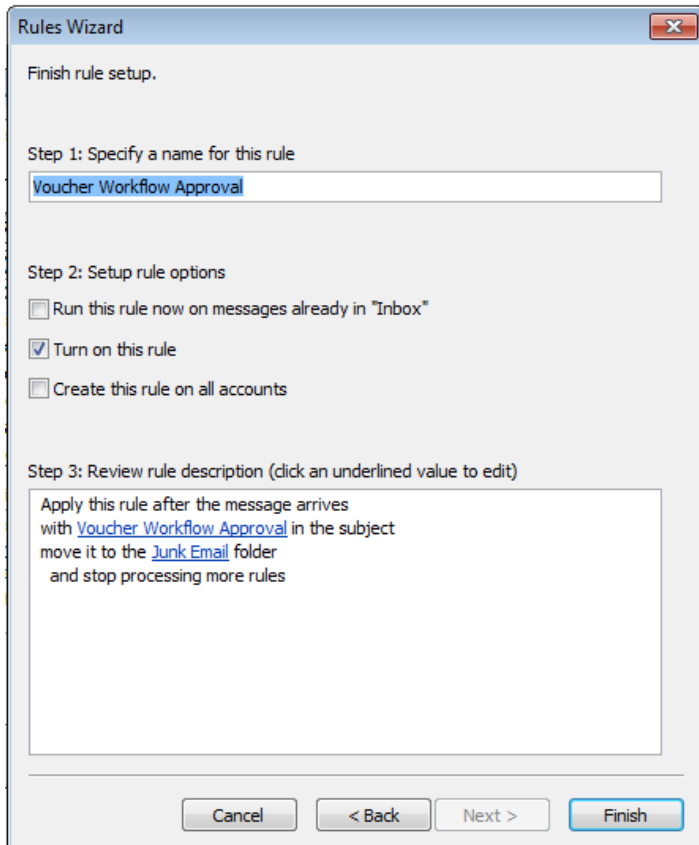 Rules Wizard
Finish rule setup.
Step 1: Specify a name for this rule
Voucher Workflow Approval
Step 2: Setup rule options
Run this rule now on messages already in "Inbox"
Turn on this rule
Create this rule on all accounts
Step 3: Review rule description (click an underlined value to edit)
Apply this rule after the message arrives
with Voucher Workflow Approval in the subject
move it to the Junk Email folder
and stop processing more rules
Cancel < Back Next > Finish